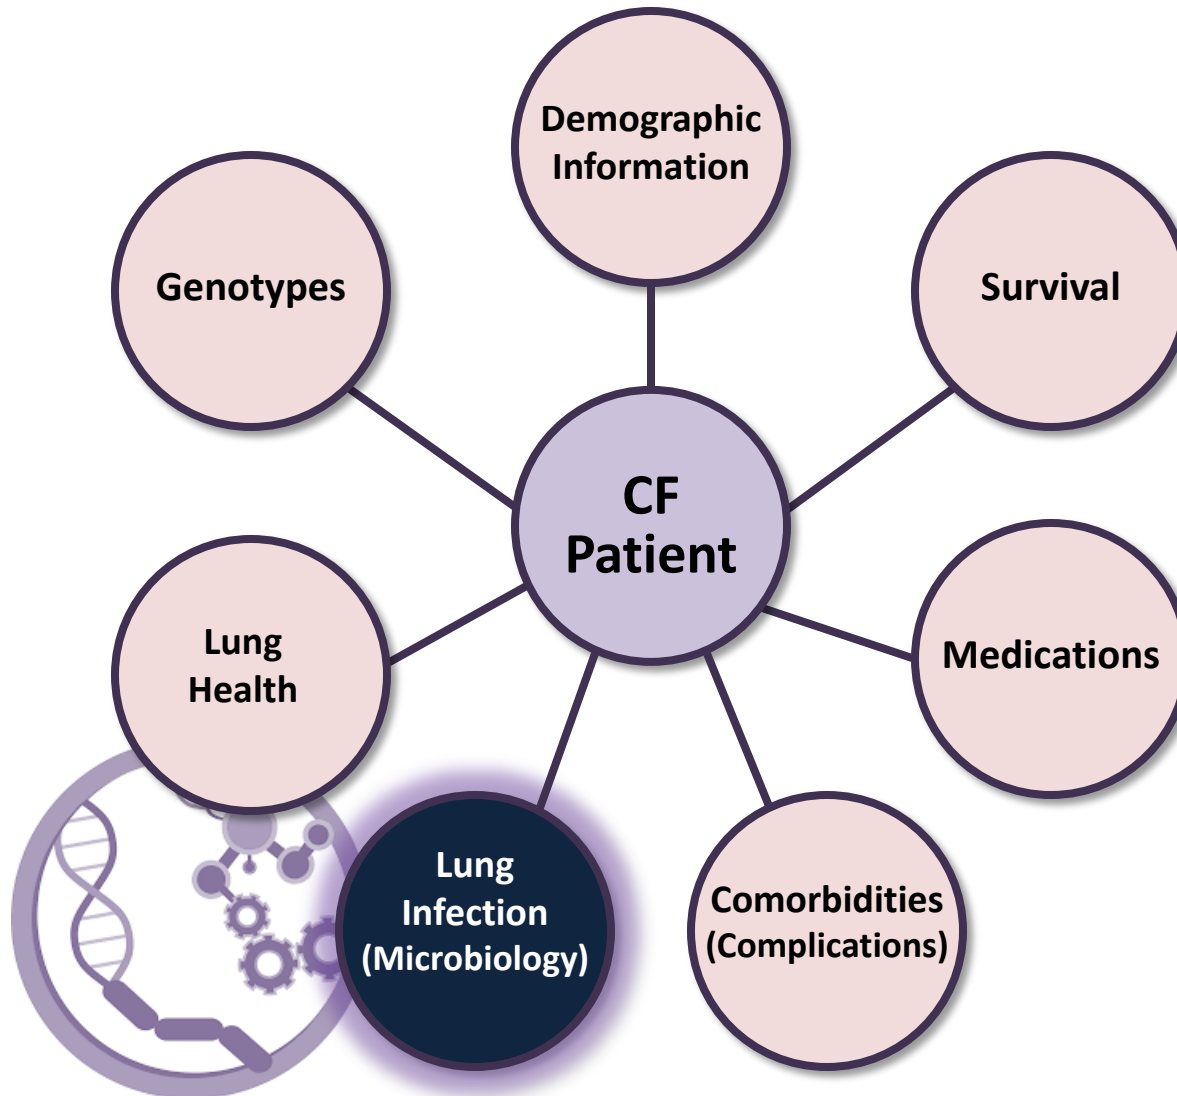 Demographic
Information
Genotypes
Survival
CF
Patient
Lung
Health
Medications
Lung
Infection
(Microbiology)
Comorbidities
(Complications)